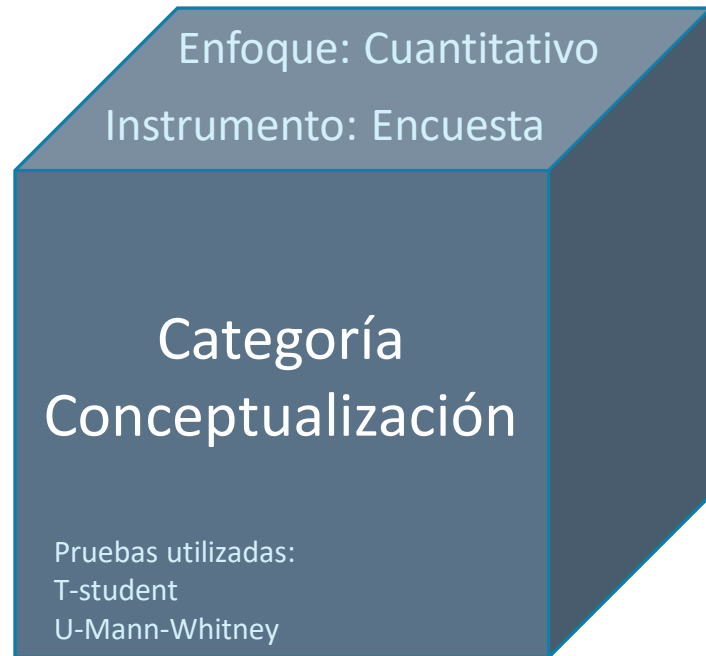 Enfoque: Cuantitativo
Instrumento: Encuesta
Categoría
Conceptualización
Pruebas utilizadas:
T-student
U-Mann-Whitney